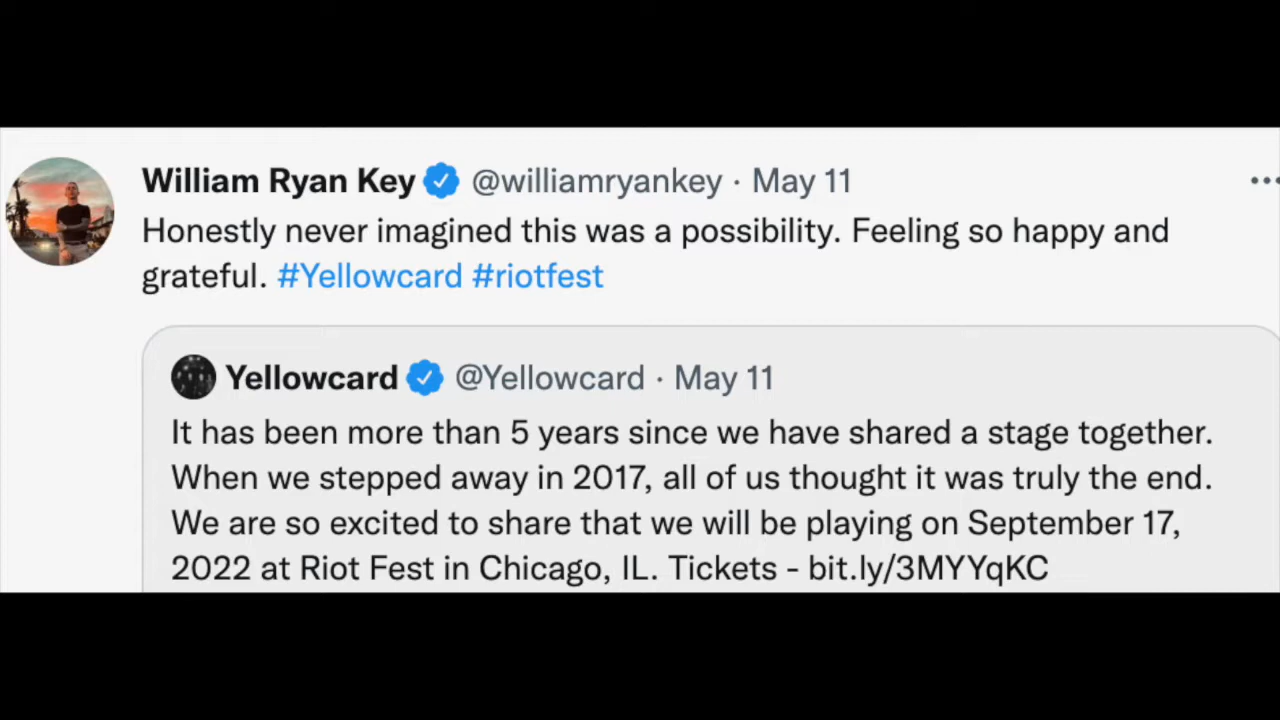 William Ryan Key @williamryankey · May 11
Honestly never imagined this was a possibility. Feeling so happy and
grateful. #Yellowcard #riotfest
Yellowcard @Yellowcard · May 11
It has been more than 5 years since we have shared a stage together.
When we stepped away in 2017, all of us thought it was truly the end.
We are so excited to share that we will be playing on September 17,
2022 at Riot Fest in Chicago, IL. Tickets - bit.ly/3MYYqKC